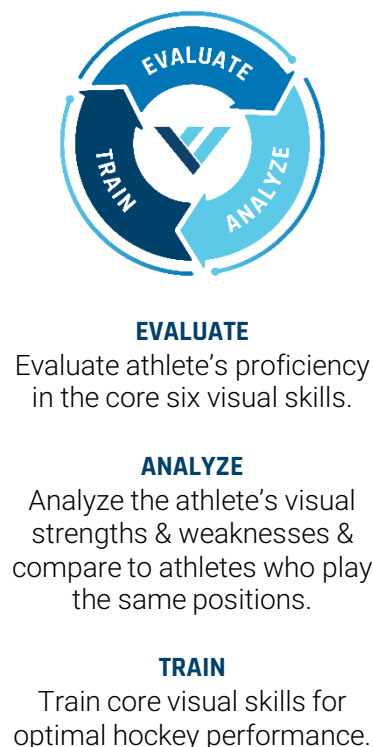 EVALUATE
TRAIN
ANALYZE
EVALUATE
Evaluate athlete’s proficiency
in the core six visual skills.
ANALYZE
Analyze the athlete’s visual
strengths & weaknesses &
compare to athletes who play
the same positions.
TRAIN
Train core visual skills for
optimal hockey performance.